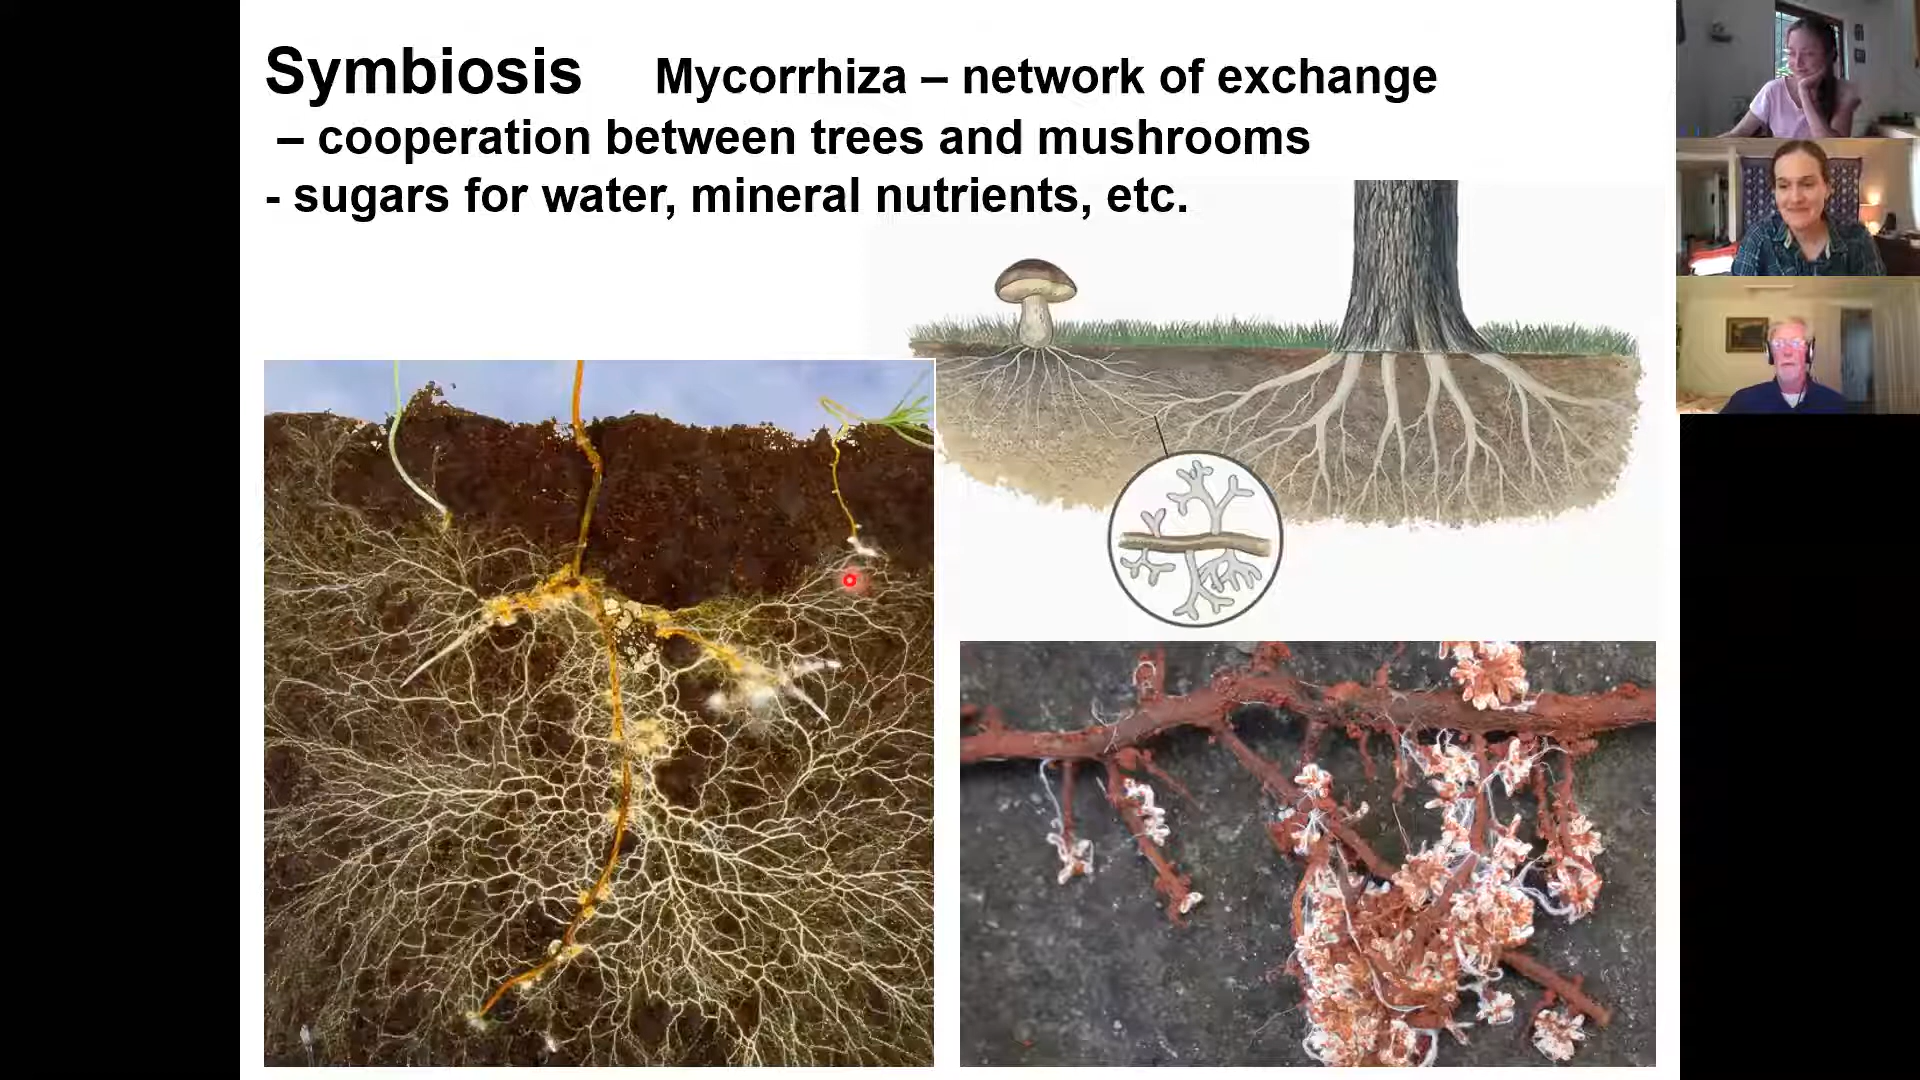 Symbiosis Mycorrhiza – network of exchange
– cooperation between trees and mushrooms
- sugars for water, mineral nutrients, etc.